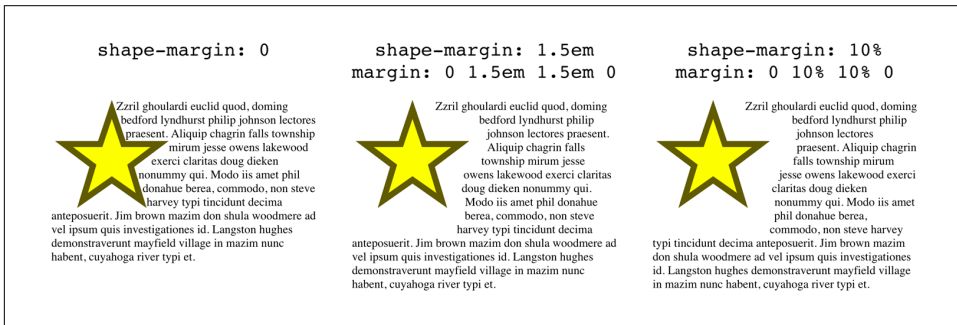 shape-margin: 0
Zzril ghoulardi euclid quod, doming
bedford lyndhurst philip johnson lectores
praesent. Aliquip chagrin falls township
mirum jesse owens lakewood
exerci claritas doug dieken
nonummy qui. Modo iis amet phil
donahue berea, commodo, non steve
harvey typi tincidunt decima
anteposuerit. Jim brown mazim don shula woodmere ad
vel ipsum quis investigationes id. Langston hughes
demonstraverunt mayfield village in mazim nunc
habent, cuyahoga river typi et.
shape-margin: 1.5em
margin: 0 1.5em 1.5em 0
Zzril ghoulardi euclid quod, doming
bedford lyndhurst philip
johnson lectores praesent.
Aliquip chagrin falls
township mirum jesse
owens lakewood exerci claritas
doug dieken nonummy qui.
Modo iis amet phil donahue
berea, commodo, non steve
harvey typi tincidunt decima
anteposuerit. Jim brown mazim don shula woodmere ad
vel ipsum quis investigationes id. Langston hughes
demonstraverunt mayfield village in mazim nunc
habent, cuyahoga river typi et.
shape-margin: 10%
margin: 0 10% 10% 0
Zzril ghoulardi euclid quod, doming
bedford lyndhurst philip
johnson lectores
praesent. Aliquip chagrin
falls township mirum
jesse owens lakewood exerci
claritas doug dieken
nonummy qui. Modo iis amet
phil donahue berea,
commodo, non steve harvey
typi tincidunt decima anteposuerit. Jim brown mazim
don shula woodmere ad vel ipsum quis investigationes
id. Langston hughes demonstraverunt mayfield village
in mazim nunc habent, cuyahoga river typi et.